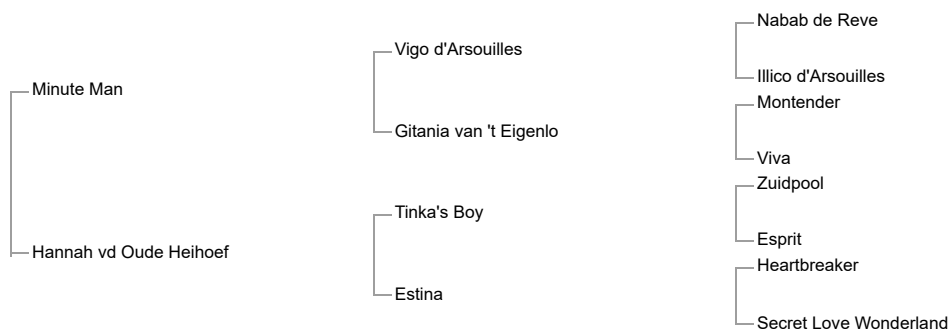 Nabab de Reve
Vigo d'Arsouilles
Illico d'Arsouilles
Minute Man
Montender
Gitania van 't Eigenlo
Viva
Zuidpool
Tinka's Boy
Esprit
Hannah vd Oude Heihoef
Heartbreaker
Estina
Secret Love Wonderland